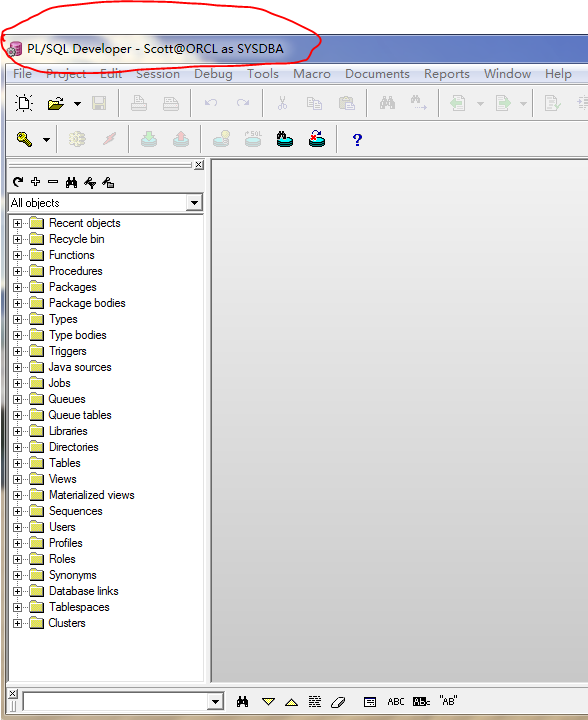 PL/SQL Developer - Scott@ORCL as SYSDBA
File Project Edit Session Debug Tools Macro Documents Reports Window Help
SQL
?
All objects
Recent objects
Recycle bin
Functions
Procedures
Packages
Package bodies
Types
Type bodies
Triggers
Java sources
Jobs
Queues
Queue tables
Libraries
Directories
Tables
Views
Materialized views
Sequences
Users
Profiles
Roles
Synonyms
Database links
Tablespaces
Clusters
ABC ABc "AB"